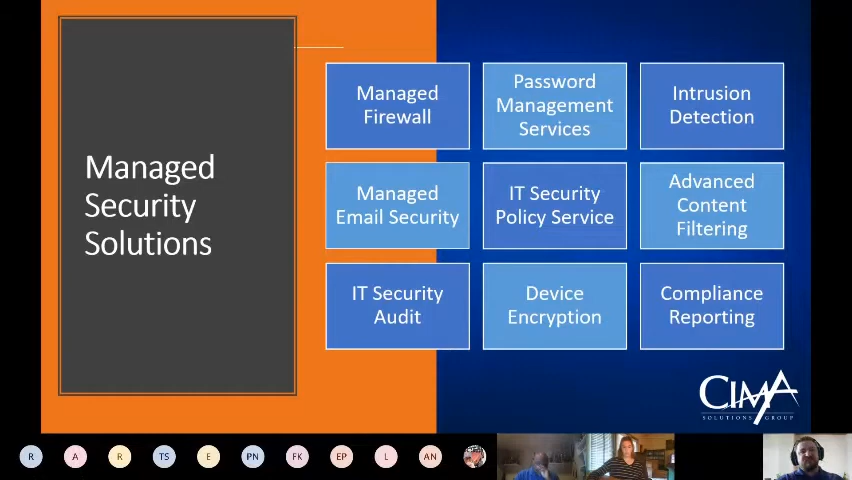 Managed
Security
Solutions
Managed
Firewall
Password
Management
Services
Intrusion
Detection
Managed
Email Security
IT Security
Policy Service
Advanced
Content
Filtering
IT Security
Audit
Device
Encryption
Compliance
Reporting
CIMA
SOLUTIONS GROUP
R
A
R
TS
E
PN
FK
EP
L
AN